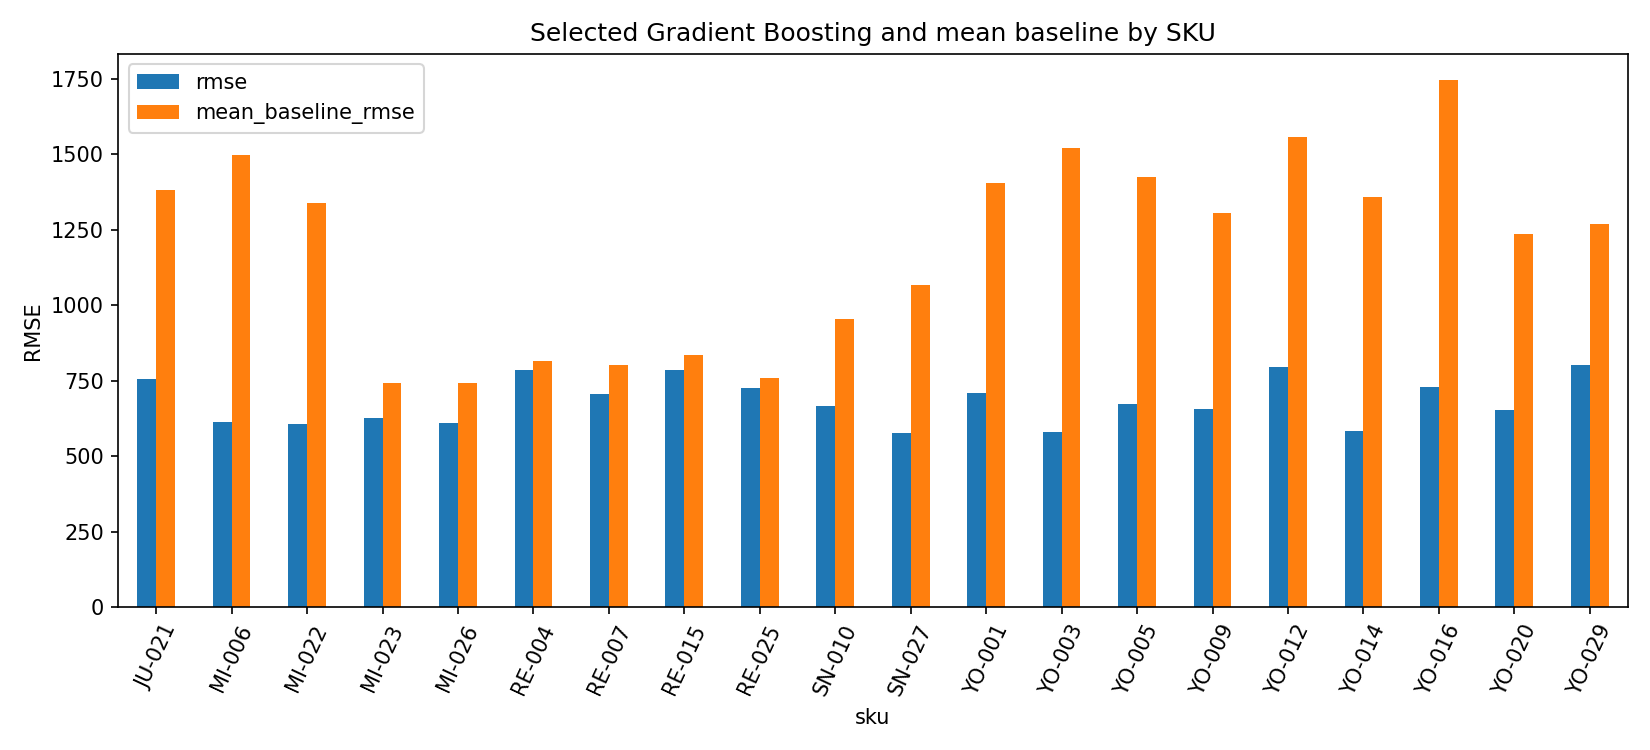 Selected Gradient Boosting and mean baseline by SKU
rmse
mean_baseline_rmse
RMSE
1750
1500
1250
1000
750
500
250
0
JU-021
MI-006
MI-022
MI-023
MI-026
RE-004
RE-007
RE-015
RE-025
SN-010
SN-027
YO-001
YO-003
YO-005
YO-009
YO-012
YO-014
YO-016
YO-020
YO-029
sku